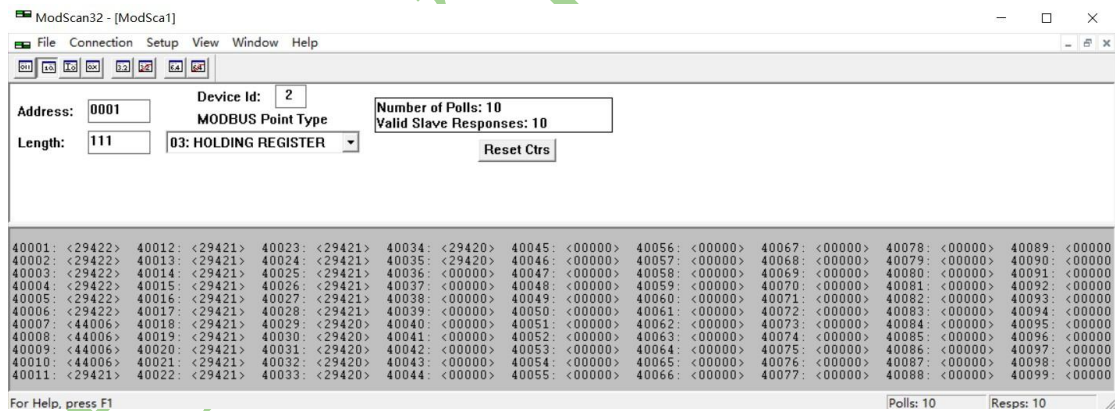 ModScan32 - [ModSca1]
File Connection Setup View Window Help
Address: 0001
Device Id: 2
MODBUS Point Type
Length: 111
03: HOLDING REGISTER
Number of Polls: 10
Valid Slave Responses: 10
Reset Ctrs
40001: <29422> 40012: <29421> 40023: <29421> 40034: <29420> 40045: <00000> 40056: <00000> 40067: <00000> 40078: <00000> 40089: <00000
40002: <29422> 40013: <29421> 40024: <29421> 40035: <29420> 40046: <00000> 40057: <00000> 40068: <00000> 40079: <00000> 40090: <00000
40003: <29422> 40014: <29421> 40025: <29421> 40036: <00000> 40047: <00000> 40058: <00000> 40069: <00000> 40080: <00000> 40091: <00000
40004: <29422> 40015: <29421> 40026: <29421> 40037: <00000> 40048: <00000> 40059: <00000> 40070: <00000> 40081: <00000> 40092: <00000
40005: <29422> 40016: <29421> 40027: <29421> 40038: <00000> 40049: <00000> 40060: <00000> 40071: <00000> 40082: <00000> 40093: <00000
40006: <29422> 40017: <29421> 40028: <29421> 40039: <00000> 40050: <00000> 40061: <00000> 40072: <00000> 40083: <00000> 40094: <00000
40007: <44006> 40018: <29421> 40029: <29420> 40040: <00000> 40051: <00000> 40062: <00000> 40073: <00000> 40084: <00000> 40095: <00000
40008: <44006> 40019: <29421> 40030: <29420> 40041: <00000> 40052: <00000> 40063: <00000> 40074: <00000> 40085: <00000> 40096: <00000
40009: <44006> 40020: <29421> 40031: <29420> 40042: <00000> 40053: <00000> 40064: <00000> 40075: <00000> 40086: <00000> 40097: <00000
40010: <44006> 40021: <29421> 40032: <29420> 40043: <00000> 40054: <00000> 40065: <00000> 40076: <00000> 40087: <00000> 40098: <00000
40011: <29421> 40022: <29421> 40033: <29420> 40044: <00000> 40055: <00000> 40066: <00000> 40077: <00000> 40088: <00000> 40099: <00000
For Help, press F1
Polls: 10
Resps: 10